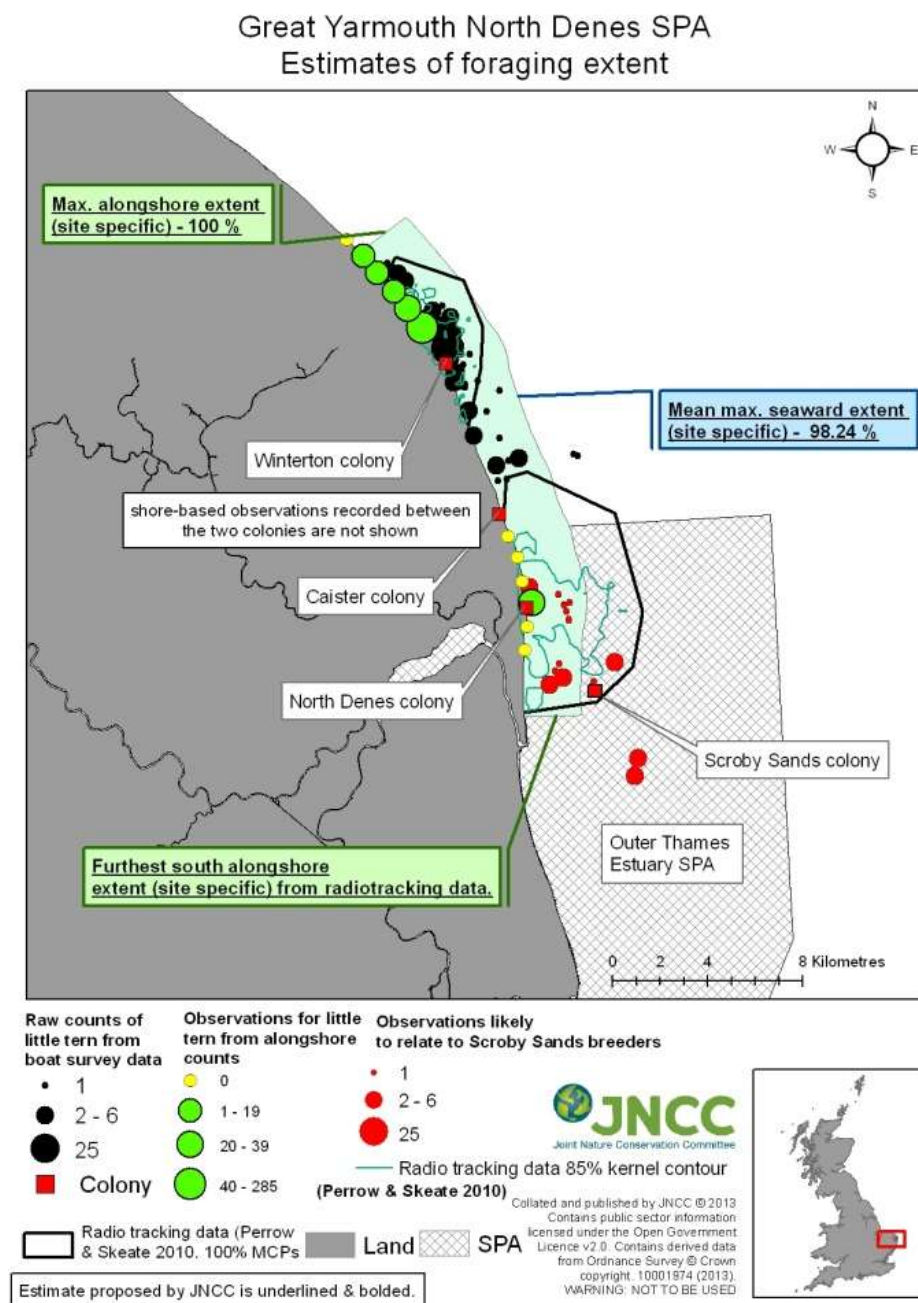 Great Yarmouth North Denes SPA
Estimates of foraging extent
N
W
E
S
Max. alongshore extent
(site specific) - 100 %
Mean max. seaward extent
(site specific) - 98.24 %
Winterton colony
shore-based observations recorded between
the two colonies are not shown
Caister colony
North Denes colony
Scroby Sands colony
Outer Thames
Estuary SPA
Furthest south alongshore
extent (site specific) from radiotracking data.
0 2 4 8 Kilometres
Raw counts of
little tern from
boat survey data
1
2 - 6
25
Colony
Observations for little
tern from alongshore
counts
0
1 - 19
20 - 39
40 - 285
Observations likely
to relate to Scroby Sands breeders
1
2 - 6
25
JNCC
Joint Nature Conservation Committee
Radio tracking data 85% kernel contour
(Perrow & Skeate 2010)
Radio tracking data (Perrow
& Skeate 2010, 100% MCPs
Land
SPA
Collated and published by JNCC © 2013
Contains public sector information
licensed under the Open Government
Licence v2.0. Contains derived data
from Ordnance Survey © Crown
copyright. 10001974 (2013).
WARNING: NOT TO BE USED
Estimate proposed by JNCC is underlined & bolded.